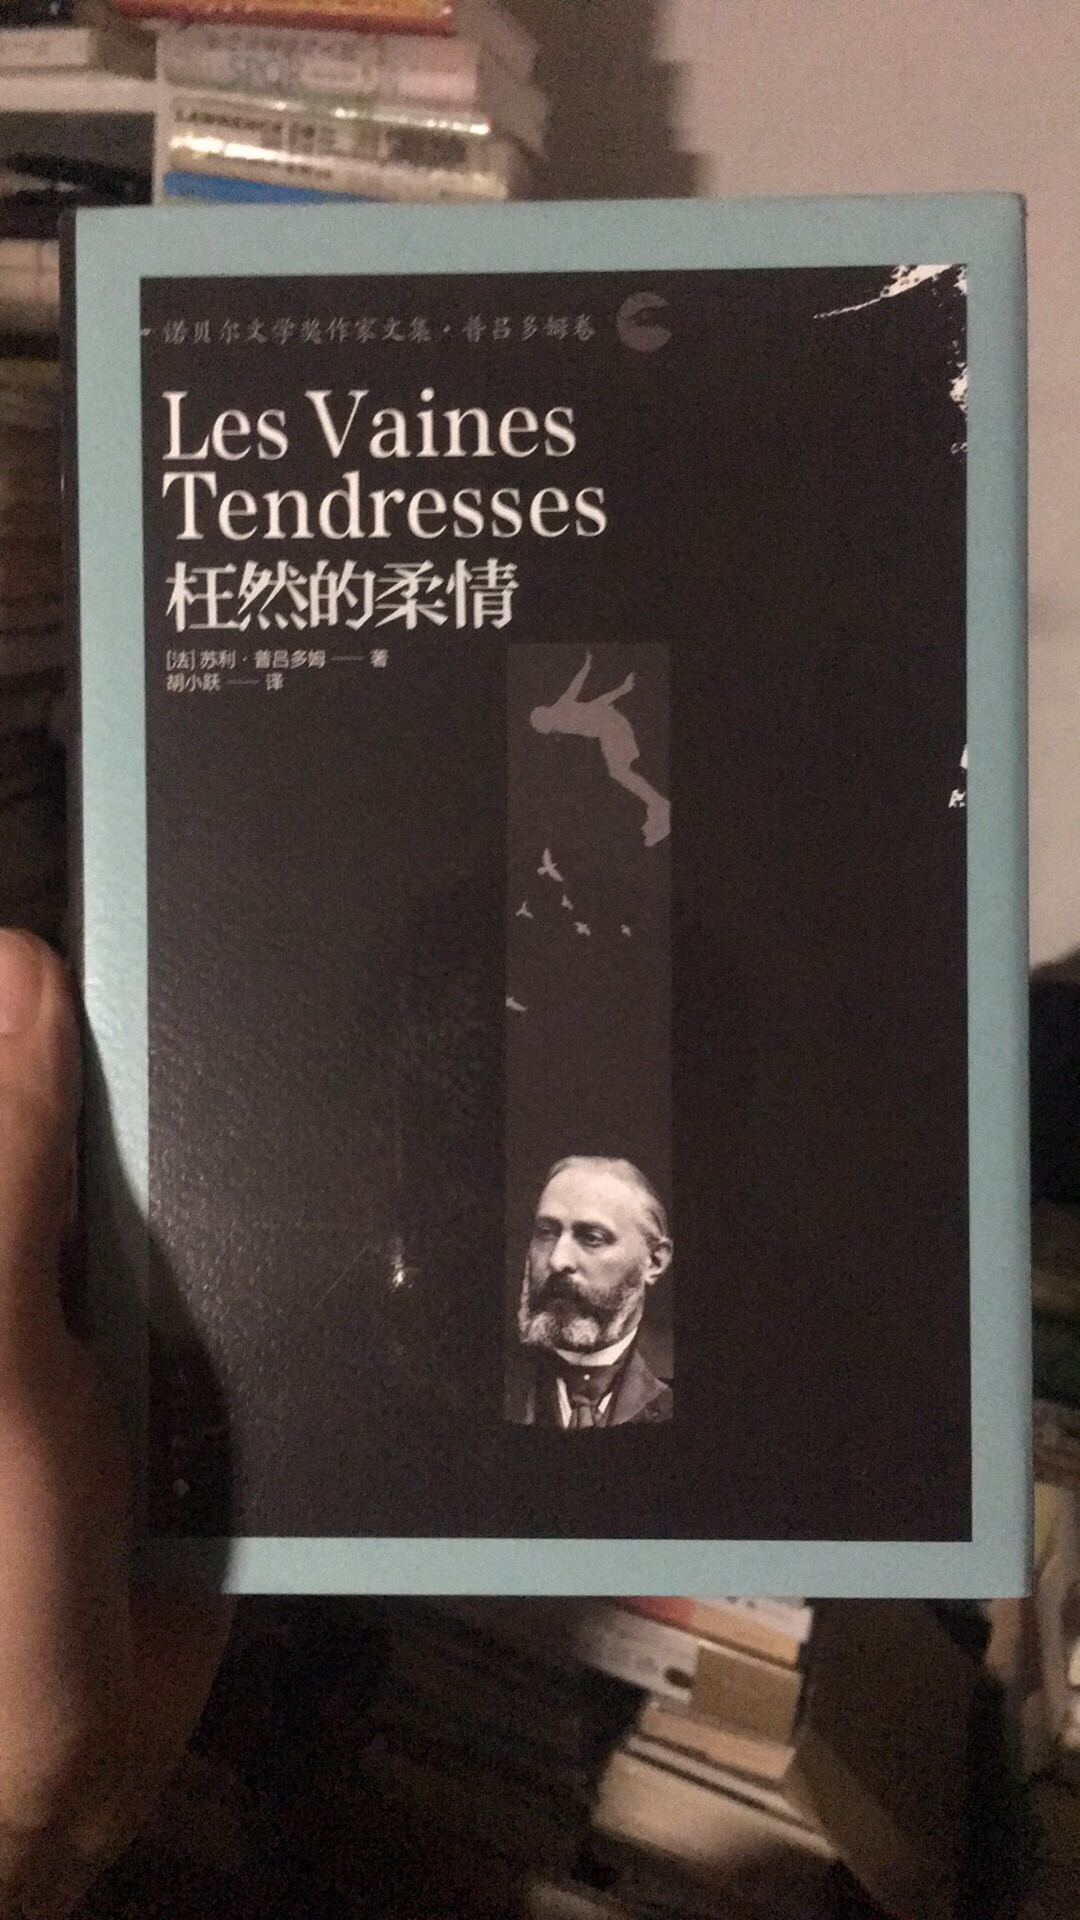 LAWRENCE
诺贝尔文学奖作家文集·普吕多姆卷
Les Vaines
Tendresses
枉然的柔情
[法] 苏利·普吕多姆 —— 著
胡小跃 —— 译